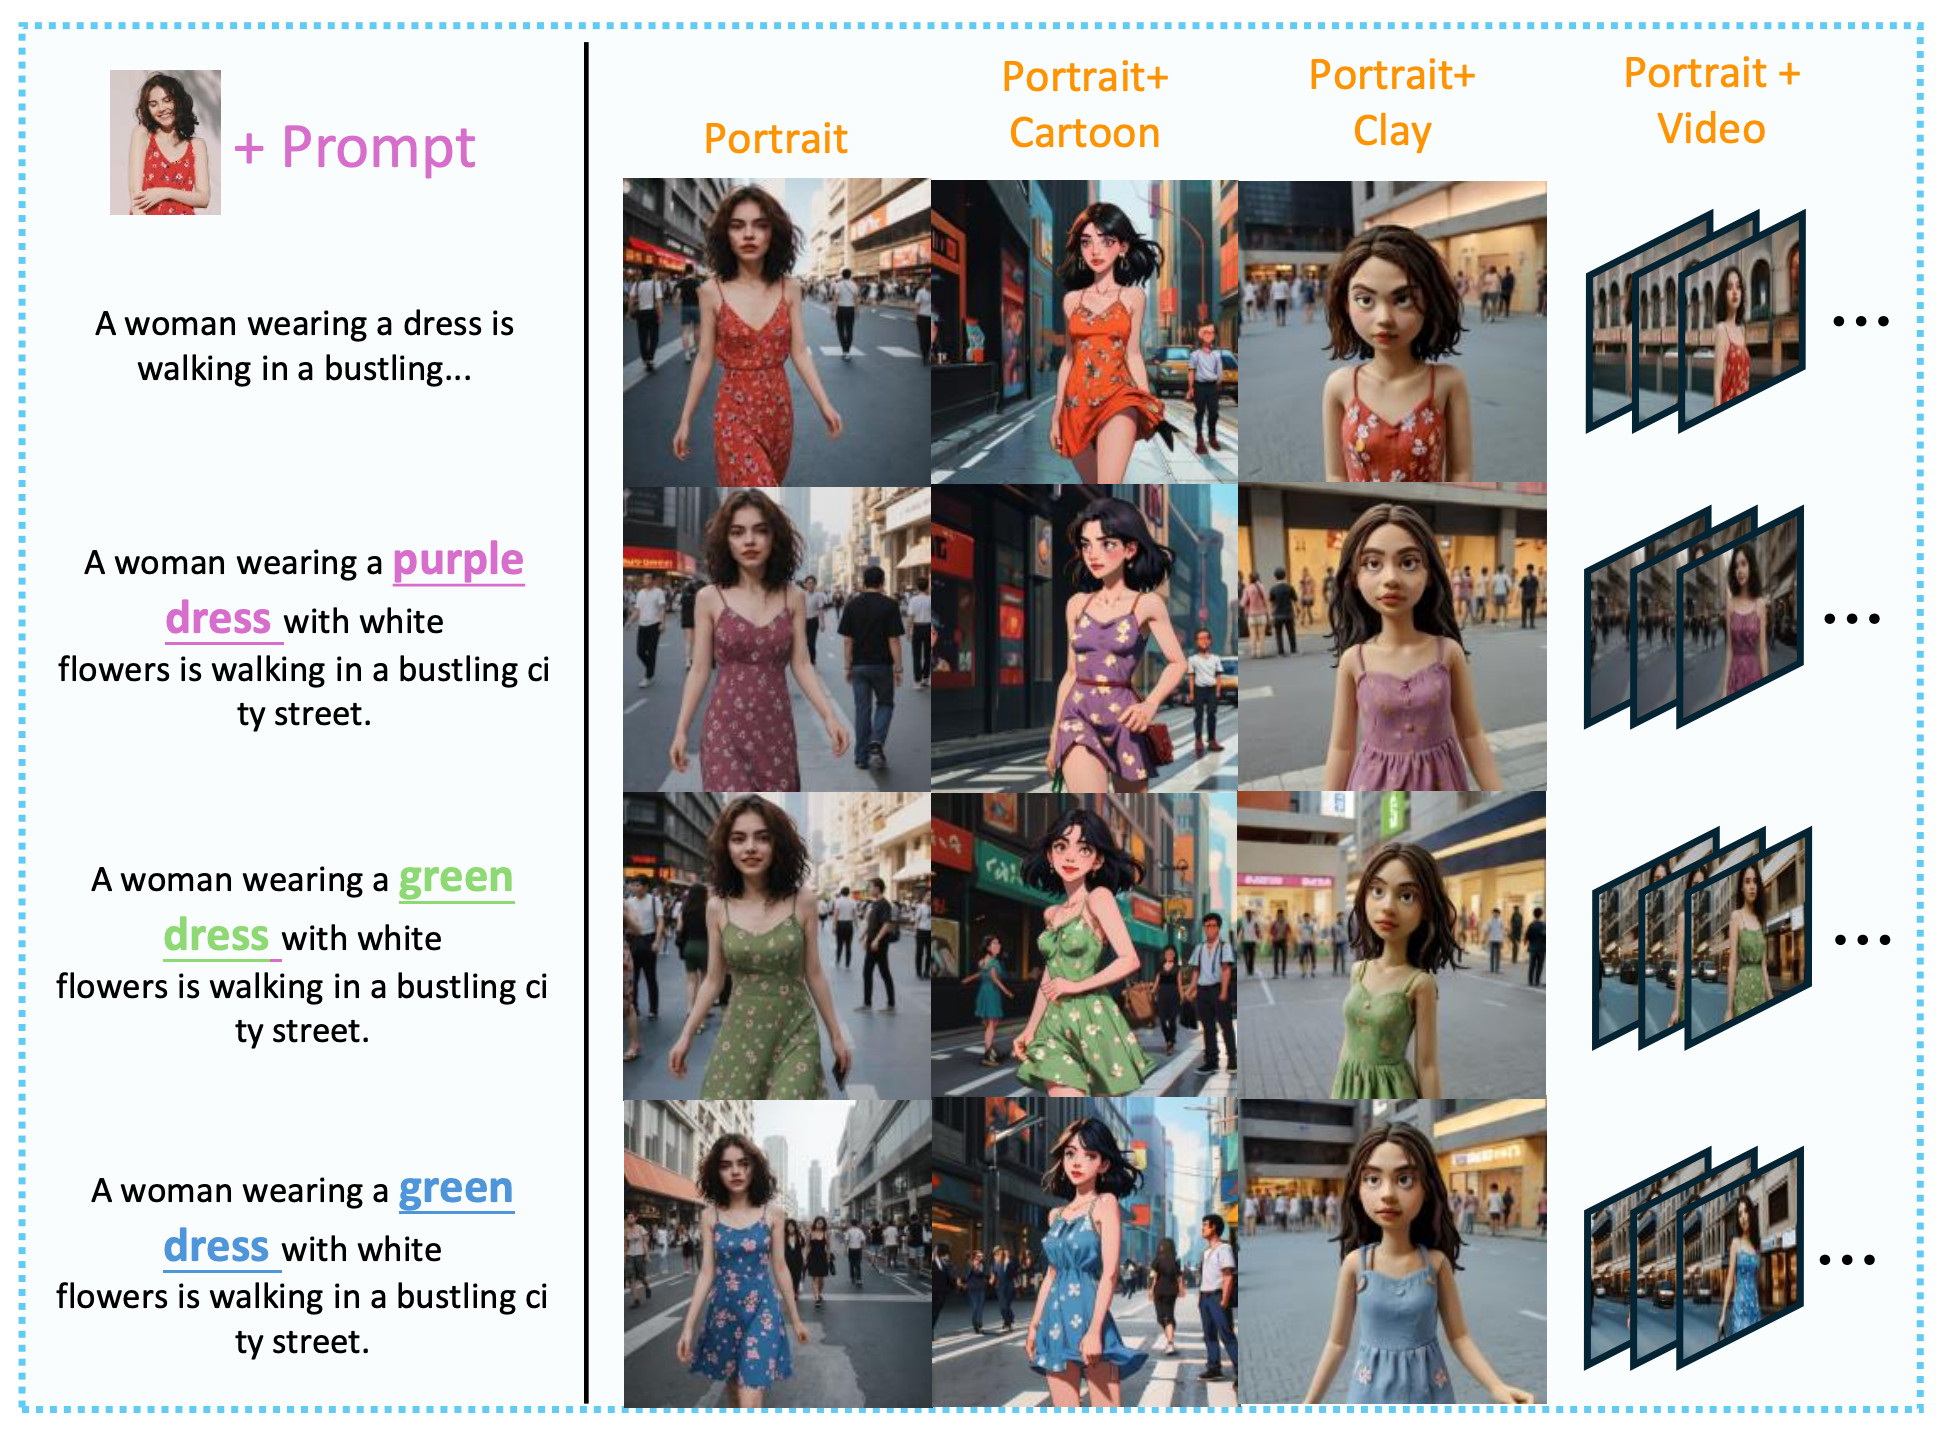 + Prompt
Portrait
Portrait+
Cartoon
Portrait+
Clay
Portrait +
Video
A woman wearing a dress is
walking in a bustling...
A woman wearing a purple
dress with white
flowers is walking in a bustling ci
ty street.
A woman wearing a green
dress with white
flowers is walking in a bustling ci
ty street.
A woman wearing a green
dress with white
flowers is walking in a bustling ci
ty street.